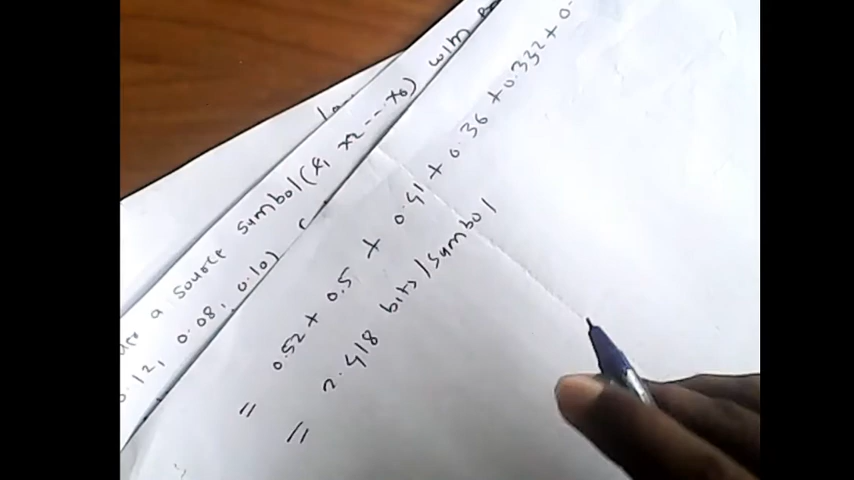 a source symbol (x1 x2 --- x6) with
0.12, 0.08, 0.10)
= 0.52 + 0.5 + 0.41 + 0.36 + 0.332 + 0.
= 2.418 bits/symbol